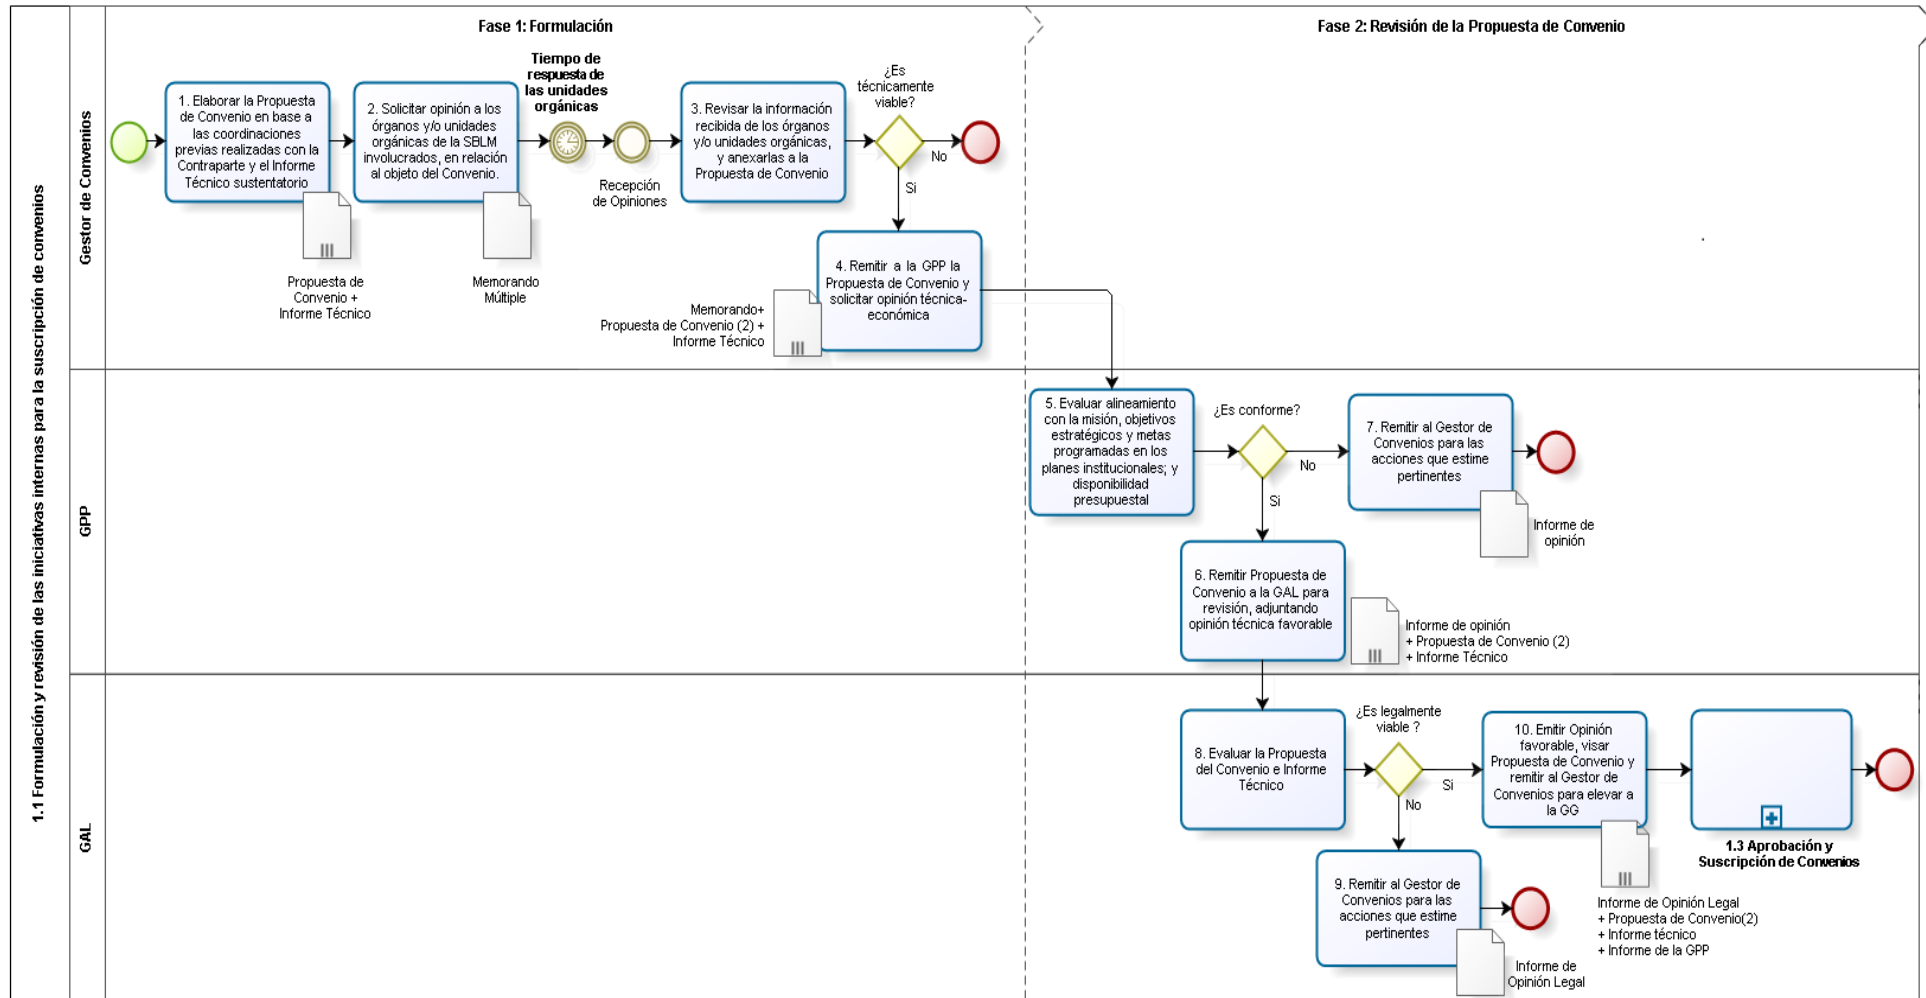 1.1 Formulación y revisión de las iniciativas internas para la suscripción de convenios
Fase 1: Formulación
Fase 2: Revisión de la Propuesta de Convenio
Gestor de Convenios
1. Elaborar la Propuesta
de Convenio en base a
las coordinaciones
previas realizadas con la
Contraparte y el Informe
Técnico sustentatorio
Propuesta de
Convenio +
Informe Técnico
2. Solicitar opinión a los
órganos y/o unidades
orgánicas de la SBLM
involucrados, en relación
al objeto del Convenio.
Memorando
Múltiple
Tiempo de
respuesta de
las unidades
orgánicas
Recepción
de Opiniones
3. Revisar la información
recibida de los órganos
y/o unidades orgánicas,
y anexarlas a la
Propuesta de Convenio
¿Es
técnicamente
viable?
No
Si
4. Remitir a la GPP la
Propuesta de Convenio y
solicitar opinión técnica-
económica
Memorando+
Propuesta de Convenio (2) +
Informe Técnico
GPP
5. Evaluar alineamiento
con la misión, objetivos
estratégicos y metas
programadas en los
planes institucionales; y
disponibilidad
presupuestal
¿Es conforme?
No
Si
7. Remitir al Gestor de
Convenios para las
acciones que estime
pertinentes
Informe de
opinión
6. Remitir Propuesta de
Convenio a la GAL para
revisión, adjuntando
opinión técnica favorable
Informe de opinión
+ Propuesta de Convenio (2)
+ Informe Técnico
GAL
8. Evaluar la Propuesta
del Convenio e Informe
Técnico
¿Es legalmente
viable ?
Si
No
10. Emitir Opinión
favorable, visar
Propuesta de Convenio y
remitir al Gestor de
Convenios para elevar a
la GG
Informe de Opinión Legal
+ Propuesta de Convenio(2)
+ Informe técnico
+ Informe de la GPP
1.3 Aprobación y
Suscripción de Convenios
9. Remitir al Gestor de
Convenios para las
acciones que estime
pertinentes
Informe de
Opinión Legal